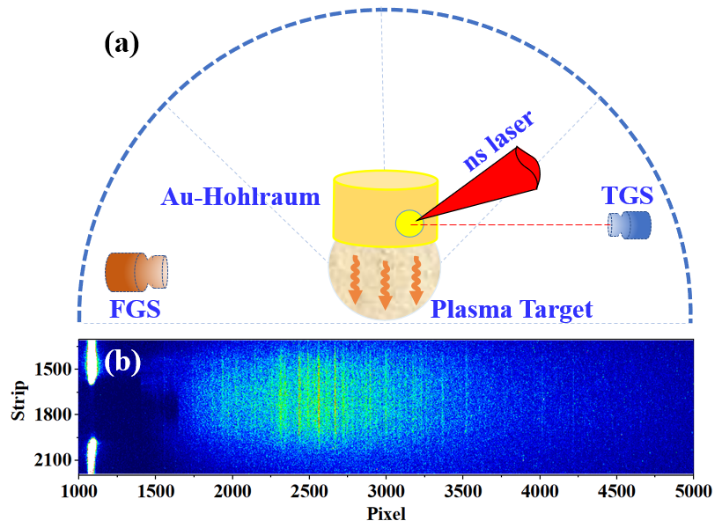 (a)
ns laser
Au-Hohlraum
TGS
FGS
Plasma Target
(b)
Strip
1500
1800
2100
1000 1500 2000 2500 3000 3500 4000 4500 5000
Pixel